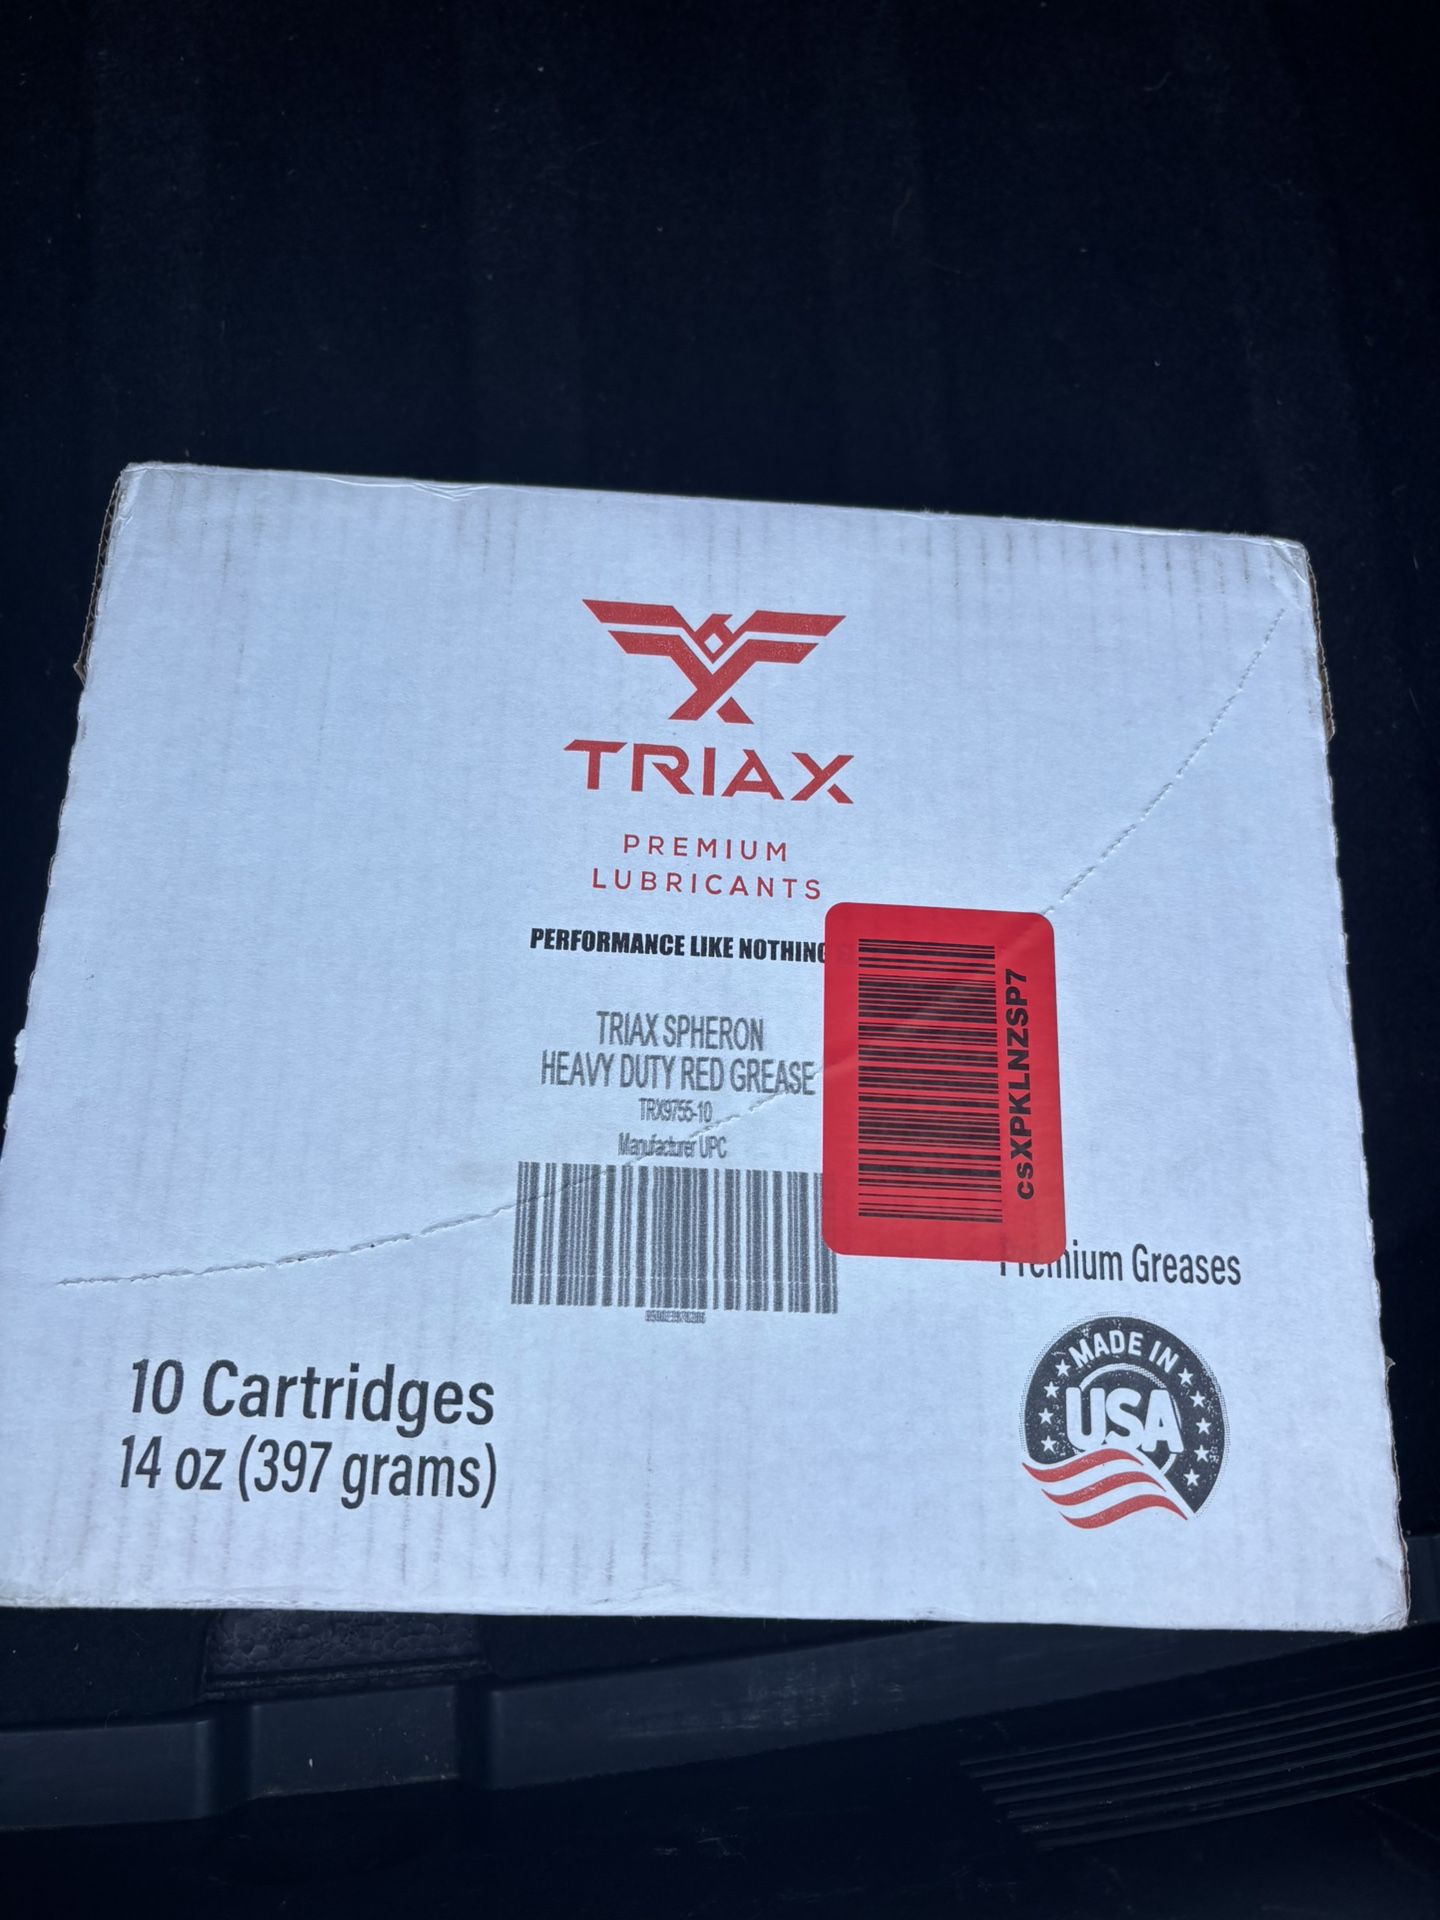 TRIAX
PREMIUM
LUBRICANTS
PERFORMANCE LIKE NOTHING
TRIAX SPHERON
HEAVY DUTY RED GREASE
TRX9755-10
Manufacturer UPC
csXPKLNZSP7
Premium Greases
10 Cartridges
14 oz (397 grams)
MADE IN
USA